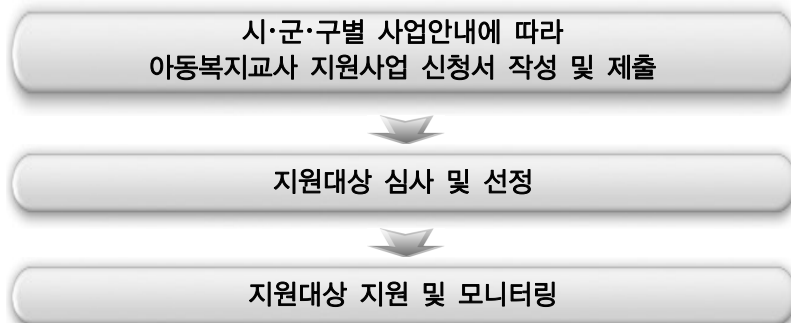 시·군·구별 사업안내에 따라
아동복지교사 지원사업 신청서 작성 및 제출
지원대상 심사 및 선정
지원대상 지원 및 모니터링